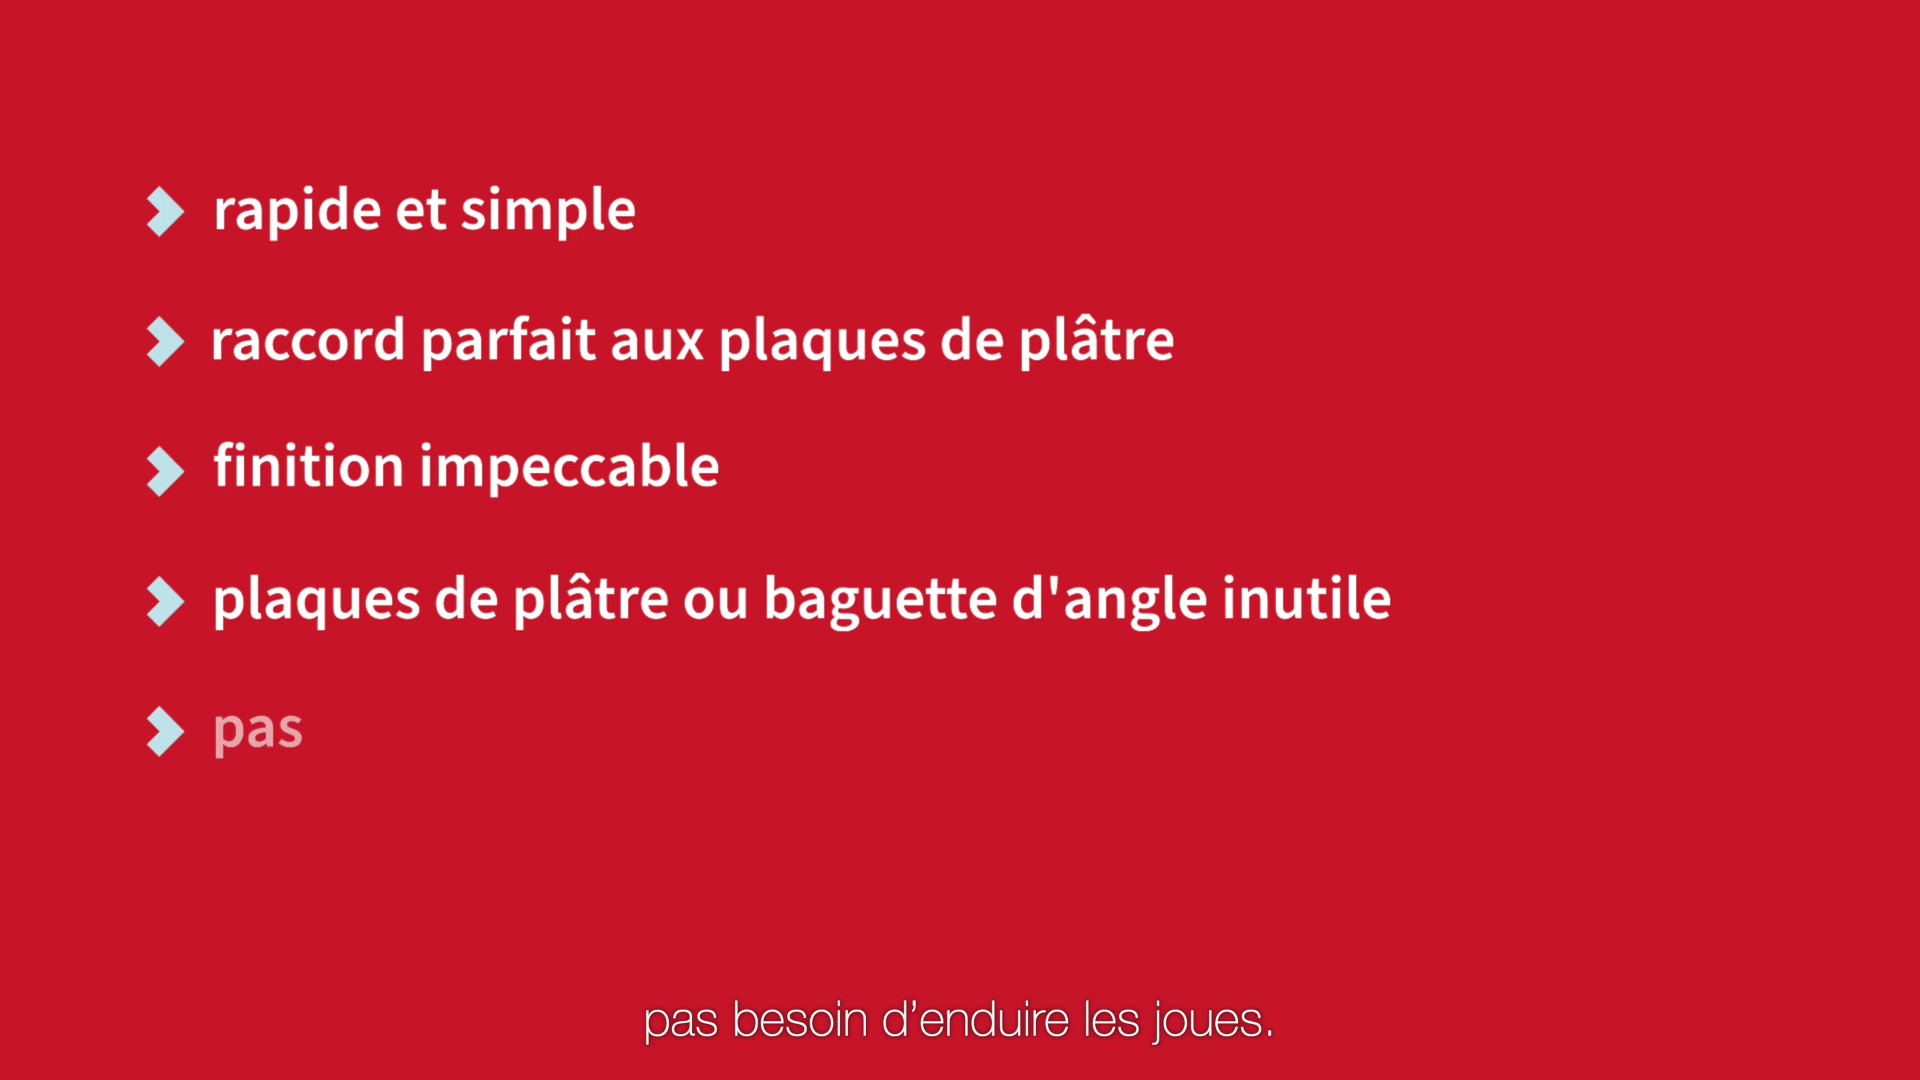 rapide et simple
raccord parfait aux plaques de plâtre
finition impeccable
plaques de plâtre ou baguette d'angle inutile
pas
pas besoin d’enduire les joues.